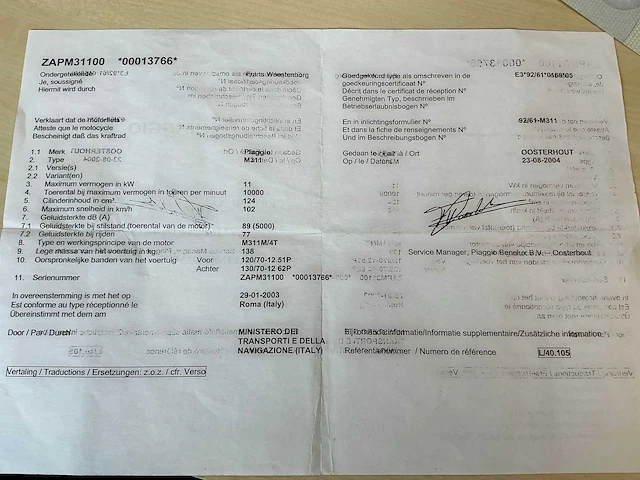 ZAPM31100 *00013766*
Ondergetekende Frans Weestenborg
Je, soussigné
Hiermit wird durch
Verklaart dat de motorfiets
Atteste que le motocycle
Bescheinigt daß das kraftrad
1.1 Merk Piaggio
2. Type M311
2.1 Versie(s)
2.2 Variant(en)
3. Maximum vermogen in kW 11
4. Toerental bij maximum vermogen in toeren per minuut 10000
5. Cilinderinhoud in cm³. 124
6. Maximum snelheid in km/h 102
7. Geluidsterkte dB (A)
7.1 Geluidsterkte bij stilstand (toerental van de motor) 89 (5000)
7.2 Geluidsterkte bij rijden 77
8. Type en werkingsprincipe van de motor M311M/4T
9. Lege massa van het voertuig in kg. 138
10. Oorspronkelijke banden van het voertuig Voor 120/70-12 51P
Achter 130/70-12 62P
11. Serienummer ZAPM31100 *00013766*
In overeenstemming is met het op 29-01-2003
Est conforme au type réceptionné le Roma (Italy)
Übereinstimmt mit dem am
Door / Par / Durch MINISTERO DEI
TRANSPORTI E DELLA
NAVIGAZIONE (ITALY)
Vertaling / Traductions / Ersetzungen: z.o.z. / cfr. Verso
Goedgekeurd type, als omschreven in de E3*92/61*0168*05
goedkeuringscertificaat N°
Décrit dans le certificat de réception N°
Genehmigten Typ, beschrieben im
Betriebserlaubnisbogen N°
En in inlichtingsformulier N° 92/61-M311
Et dans la fiche de renseignements N°
Und im Beschreibungsbogen N°
Gedaan te / Fait à / Ort OOSTERHOUT
Op / le / Datum 23-08-2004
Service Manager, Piaggio Benelux B.V. - Oosterhout
Bijkomende informatie/Information supplementaire/Zusätzliche information
Referentienummer / Numero de référence L/40.105